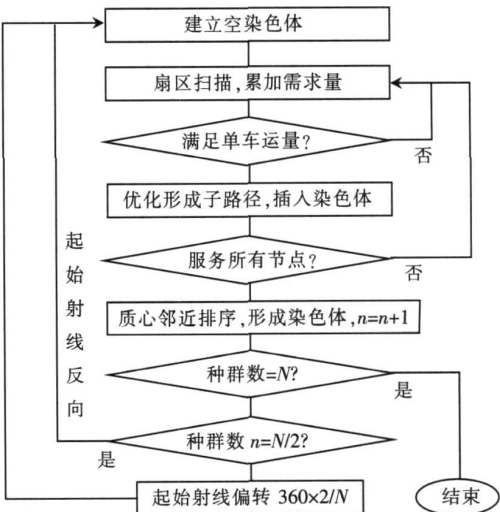 建立空染色体
扇区扫描,累加需求量
满足单车运量?
否
优化形成子路径,插入染色体
服务所有节点?
否
质心邻近排序,形成染色体,n=n+1
种群数=N?
是
种群数 n=N/2?
是
起始射线偏转 360×2/N
结束
起始射线反向